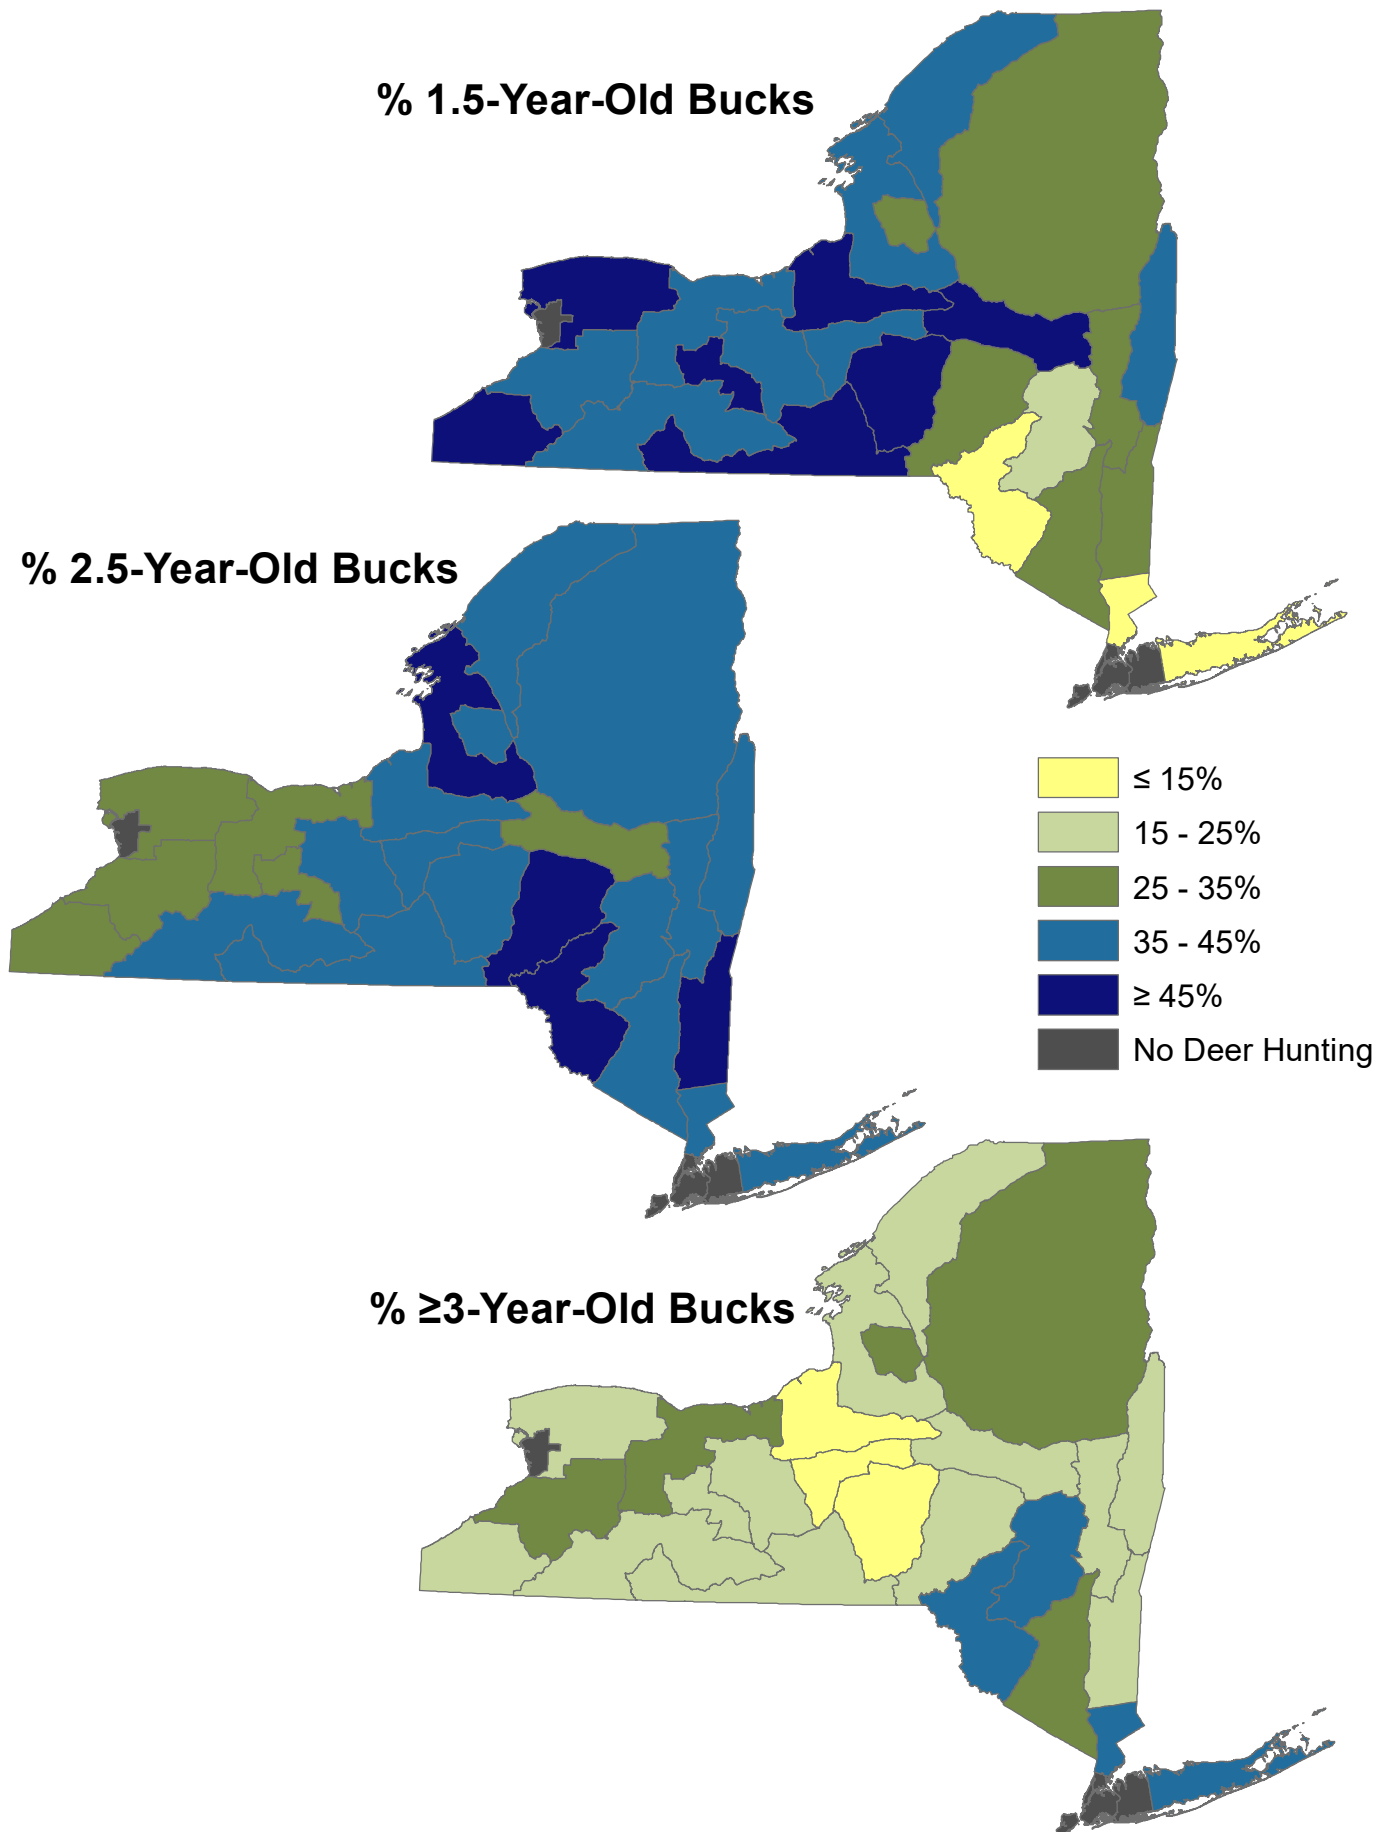 % 1.5-Year-Old Bucks
% 2.5-Year-Old Bucks
≤ 15%
15 - 25%
25 - 35%
35 - 45%
≥ 45%
No Deer Hunting
% ≥3-Year-Old Bucks